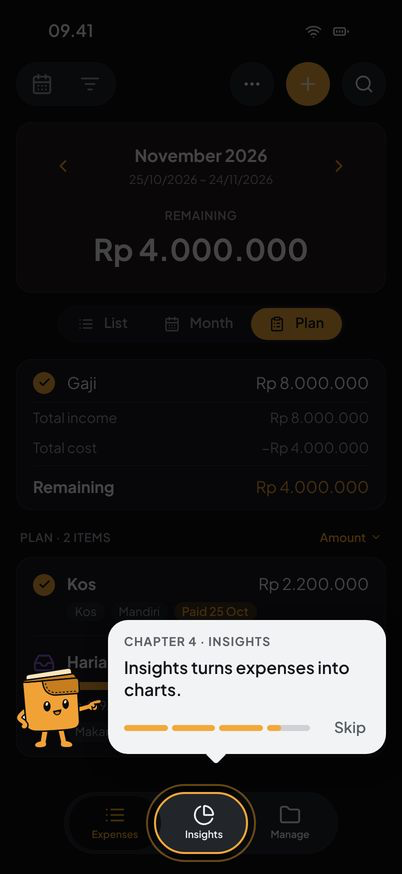 09.41
November 2026
25/10/2026 – 24/11/2026
REMAINING
Rp 4.000.000
List
Month
Plan
Gaji
Rp 8.000.000
Total income
Rp 8.000.000
Total cost
−Rp 4.000.000
Remaining
Rp 4.000.000
PLAN · 2 ITEMS
Amount
Kos
Rp 2.200.000
Kos
Mandiri
Paid 25 Oct
CHAPTER 4 · INSIGHTS
Insights turns expenses into
charts.
Skip
Expenses
Insights
Manage